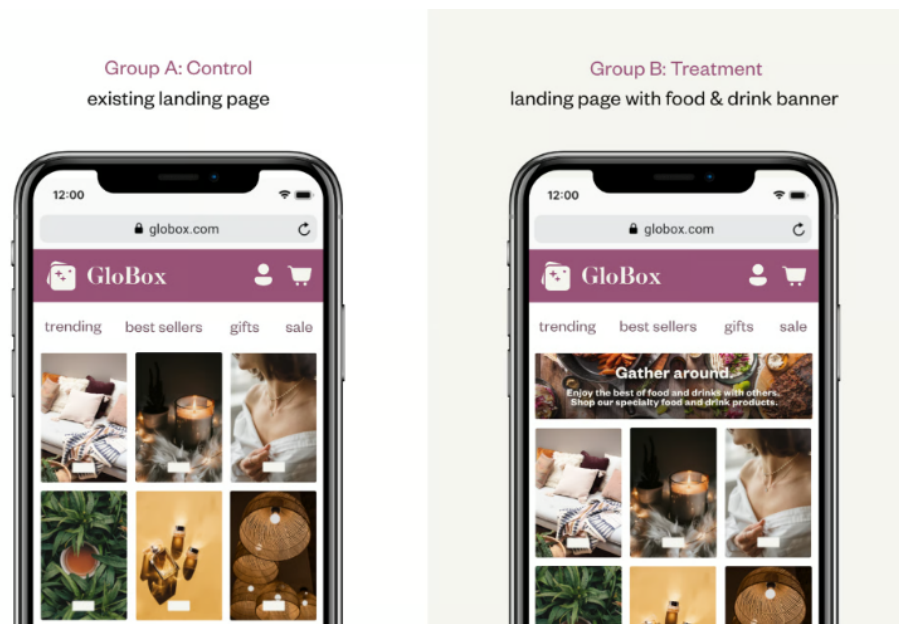 Group A: Control
existing landing page
12:00
globox.com
GloBox
trending best sellers gifts sale
Group B: Treatment
landing page with food & drink banner
12:00
globox.com
GloBox
trending best sellers gifts sale
Gather around.
Enjoy the best of food and drinks with others.
Shop our specialty food and drink products.